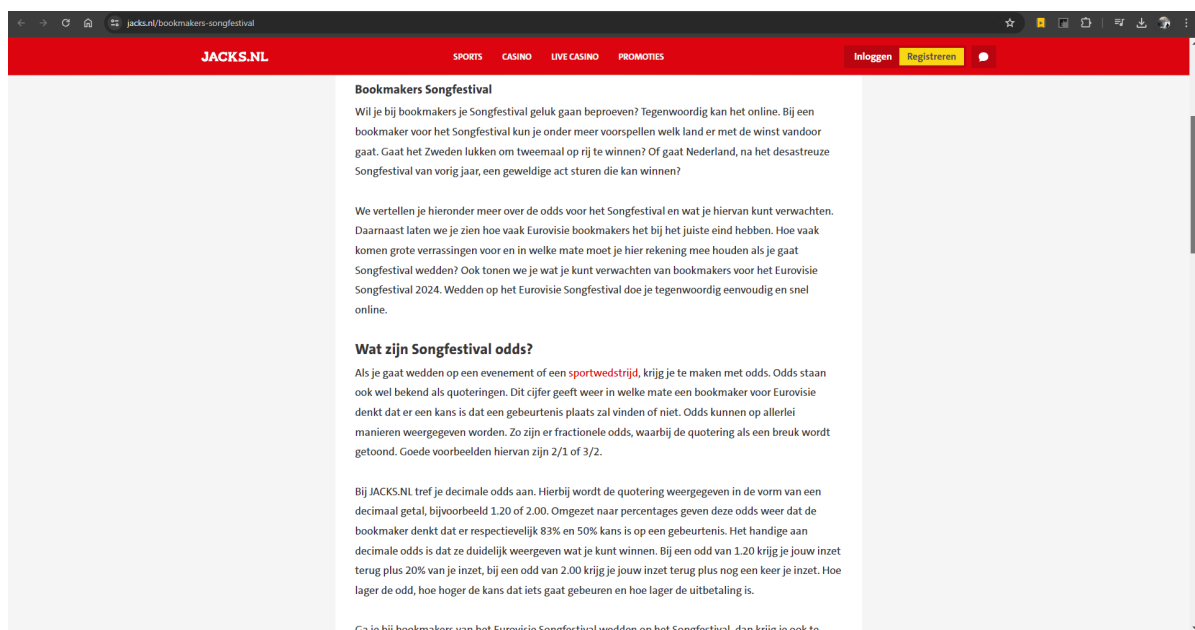 jacks.nl/bookmakers-songfestival
JACKS.NL
SPORTS CASINO LIVE CASINO PROMOTIES
Inloggen Registreren
Bookmakers Songfestival
Wil je bij bookmakers je Songfestival geluk gaan beproeven? Tegenwoordig kan het online. Bij een
bookmaker voor het Songfestival kun je onder meer voorspellen welk land er met de winst vandoor
gaat. Gaat het Zweden lukken om tweemaal op rij te winnen? Of gaat Nederland, na het desastreuze
Songfestival van vorig jaar, een geweldige act sturen die kan winnen?
We vertellen je hieronder meer over de odds voor het Songfestival en wat je hiervan kunt verwachten.
Daarnaast laten we je zien hoe vaak Eurovisie bookmakers het bij het juiste eind hebben. Hoe vaak
komen grote verrassingen voor en in welke mate moet je hier rekening mee houden als je gaat
Songfestival wedden? Ook tonen we je wat je kunt verwachten van bookmakers voor het Eurovisie
Songfestival 2024. Wedden op het Eurovisie Songfestival doe je tegenwoordig eenvoudig en snel
online.
Wat zijn Songfestival odds?
Als je gaat wedden op een evenement of een sportwedstrijd, krijg je te maken met odds. Odds staan
ook wel bekend als quoteringen. Dit cijfer geeft weer in welke mate een bookmaker voor Eurovisie
denkt dat er een kans is dat een gebeurtenis plaats zal vinden of niet. Odds kunnen op allerlei
manieren weergegeven worden. Zo zijn er fractionele odds, waarbij de quotering als een breuk wordt
getoond. Goede voorbeelden hiervan zijn 2/1 of 3/2.
Bij JACKS.NL tref je decimale odds aan. Hierbij wordt de quotering weergegeven in de vorm van een
decimaal getal, bijvoorbeeld 1.20 of 2.00. Omgezet naar percentages geven deze odds weer dat de
bookmaker denkt dat er respectievelijk 83% en 50% kans is op een gebeurtenis. Het handige aan
decimale odds is dat ze duidelijk weergeven wat je kunt winnen. Bij een odd van 1.20 krijg je jouw inzet
terug plus 20% van je inzet, bij een odd van 2.00 krijg je jouw inzet terug plus nog een keer je inzet. Hoe
lager de odd, hoe hoger de kans dat iets gaat gebeuren en hoe lager de uitbetaling is.
Ga je bij bookmakers van het Eurovisie Songfestival wedden op het Songfestival, dan krijg je ook te